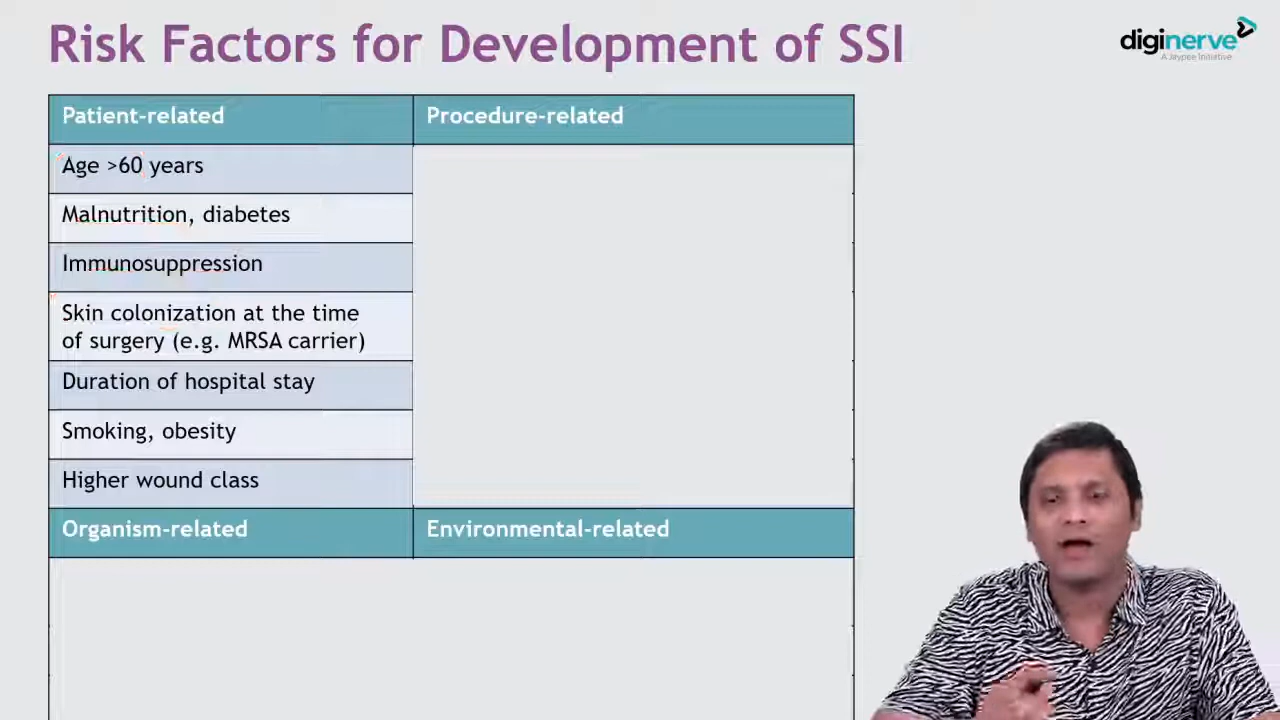 Risk Factors for Development of SSI
diginerve
A Jaypee Initiative
Patient-related
Procedure-related
Age >60 years
Malnutrition, diabetes
Immunosuppression
Skin colonization at the time
of surgery (e.g. MRSA carrier)
Duration of hospital stay
Smoking, obesity
Higher wound class
Organism-related
Environmental-related